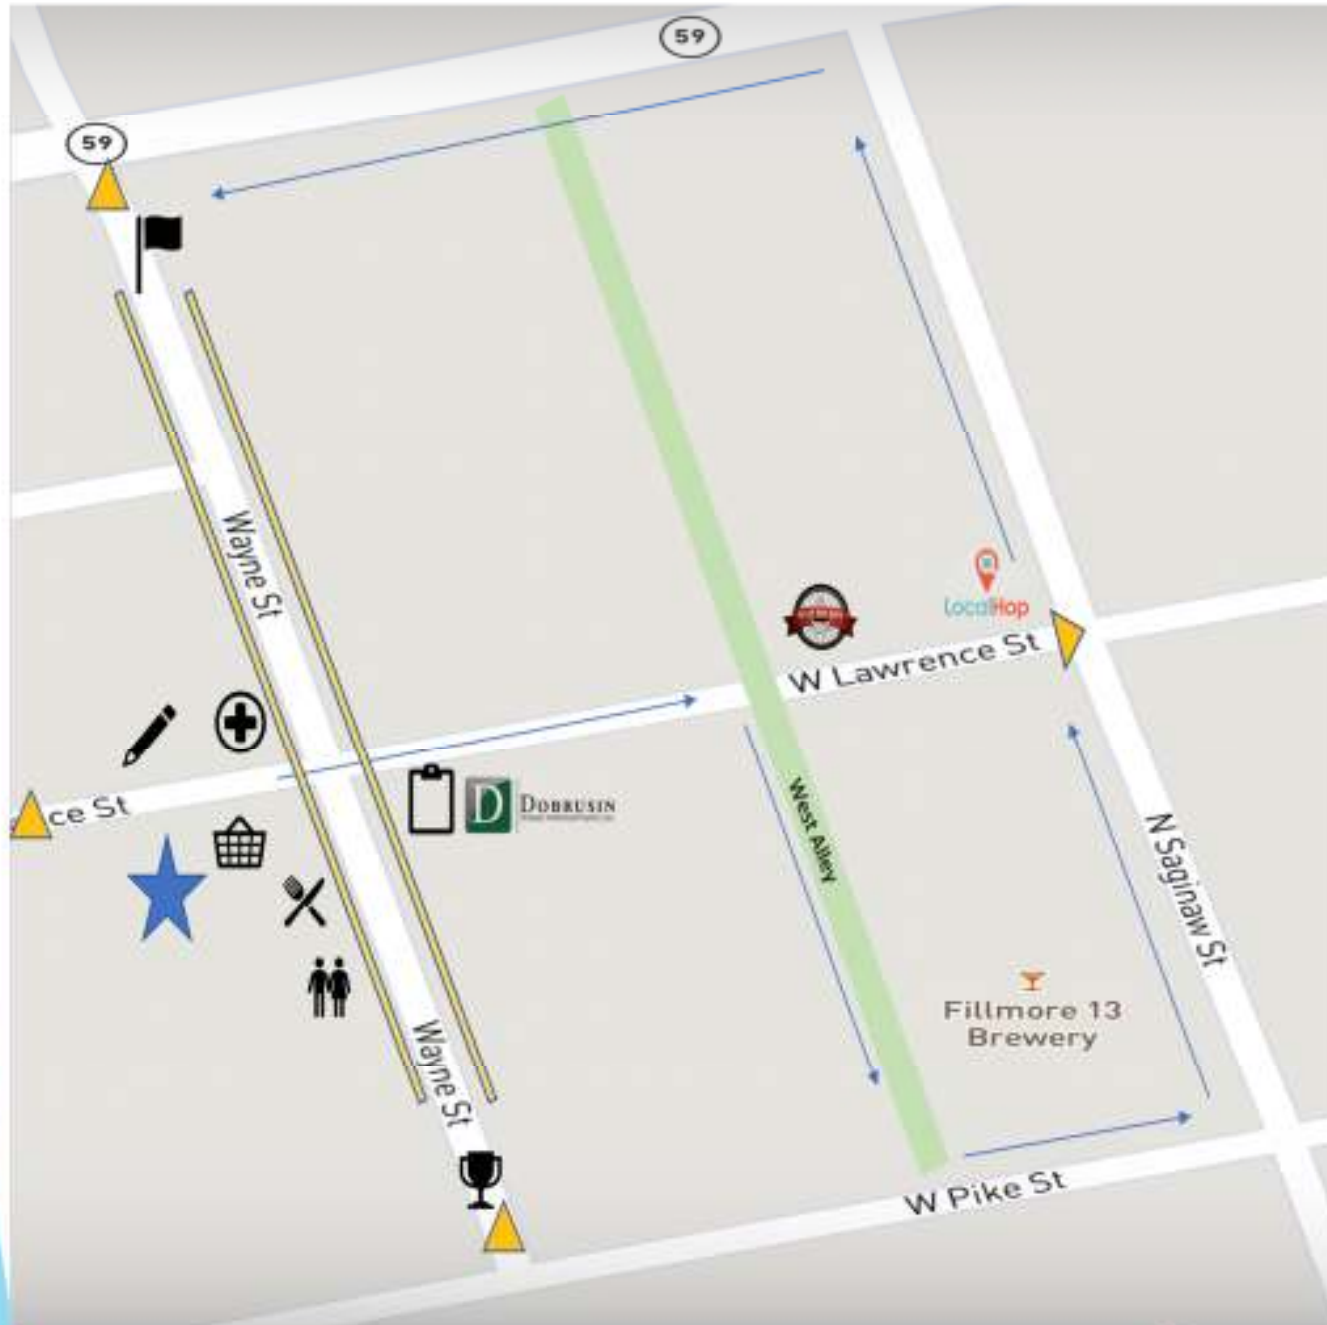 59
59
Wayne St
LocalHop
W Lawrence St
ce St
D DOBRUSIN
West Alley
N Saginaw St
Fillmore 13
Brewery
Wayne St
W Pike St